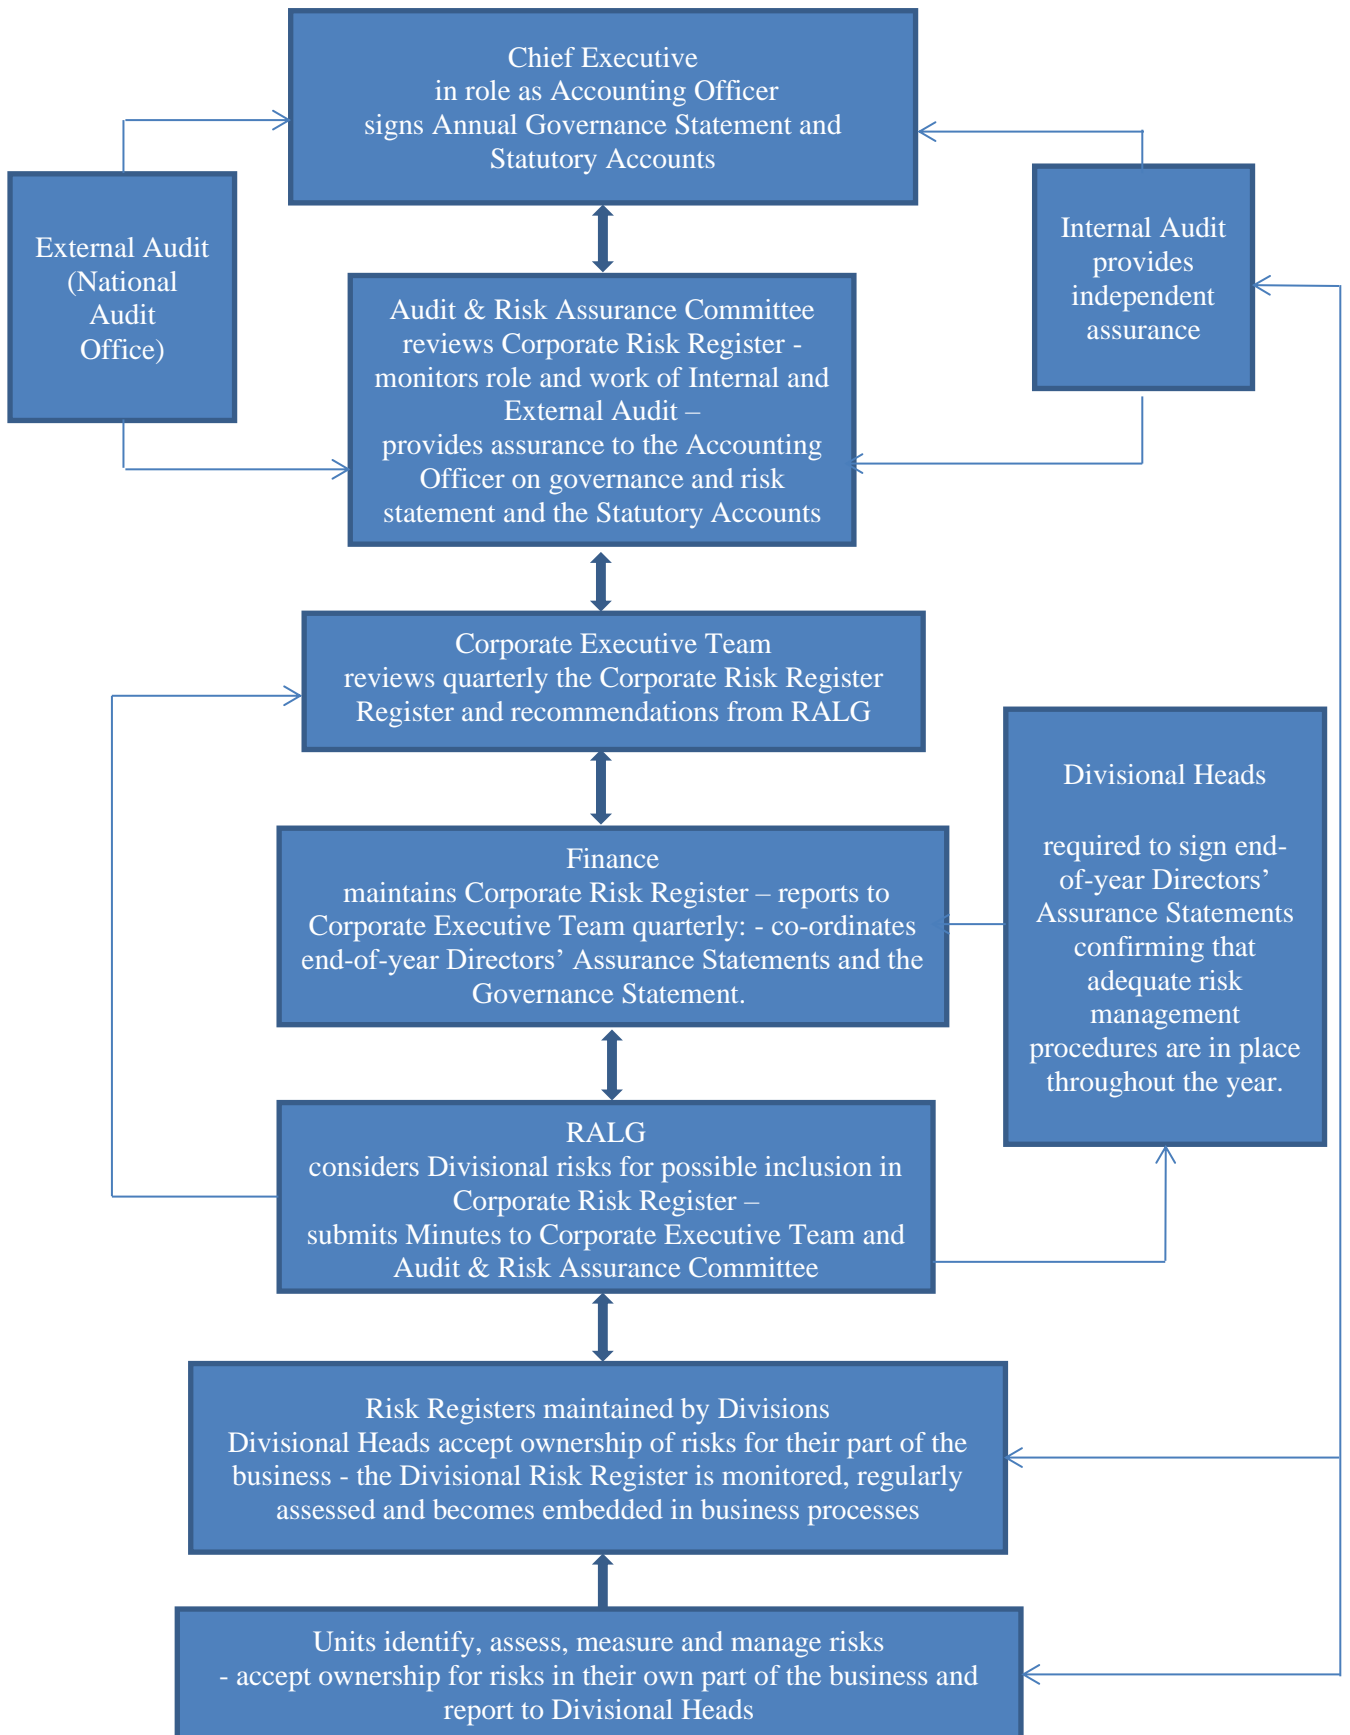 Chief Executive
in role as Accounting Officer
signs Annual Governance Statement and
Statutory Accounts
External Audit
(National
Audit
Office)
Internal Audit
provides
independent
assurance
Audit & Risk Assurance Committee
reviews Corporate Risk Register -
monitors role and work of Internal and
External Audit –
provides assurance to the Accounting
Officer on governance and risk
statement and the Statutory Accounts
Corporate Executive Team
reviews quarterly the Corporate Risk Register
Register and recommendations from RALG
Divisional Heads
required to sign end-
of-year Directors’
Assurance Statements
confirming that
adequate risk
management
procedures are in place
throughout the year.
Finance
maintains Corporate Risk Register – reports to
Corporate Executive Team quarterly: - co-ordinates
end-of-year Directors’ Assurance Statements and the
Governance Statement.
RALG
considers Divisional risks for possible inclusion in
Corporate Risk Register –
submits Minutes to Corporate Executive Team and
Audit & Risk Assurance Committee
Risk Registers maintained by Divisions
Divisional Heads accept ownership of risks for their part of the
business - the Divisional Risk Register is monitored, regularly
assessed and becomes embedded in business processes
Units identify, assess, measure and manage risks
- accept ownership for risks in their own part of the business and
report to Divisional Heads